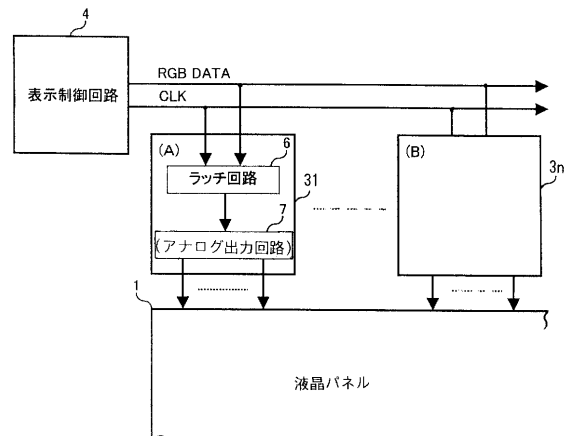 4
表示制御回路
RGB DATA
CLK
(A)
6
ラッチ回路
31
7
(アナログ出力回路)
(B)
3n
1
液晶パネル